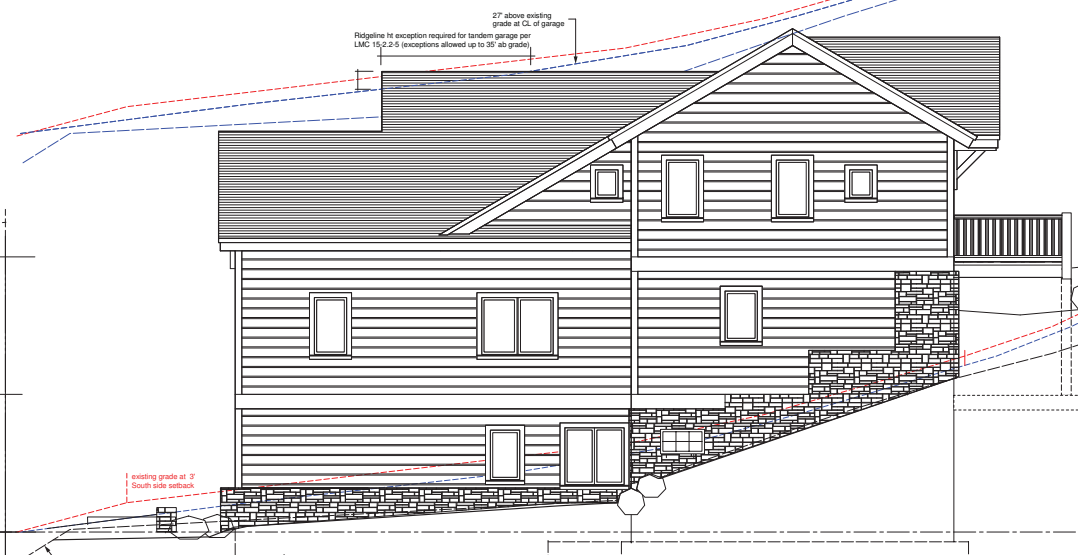 27' above existing
grade at CL of garage
Ridgeline ht exception required for tandem garage per
LMC 15-2.2-5 (exceptions allowed up to 35' ab grade)
existing grade at 3'
South side setback